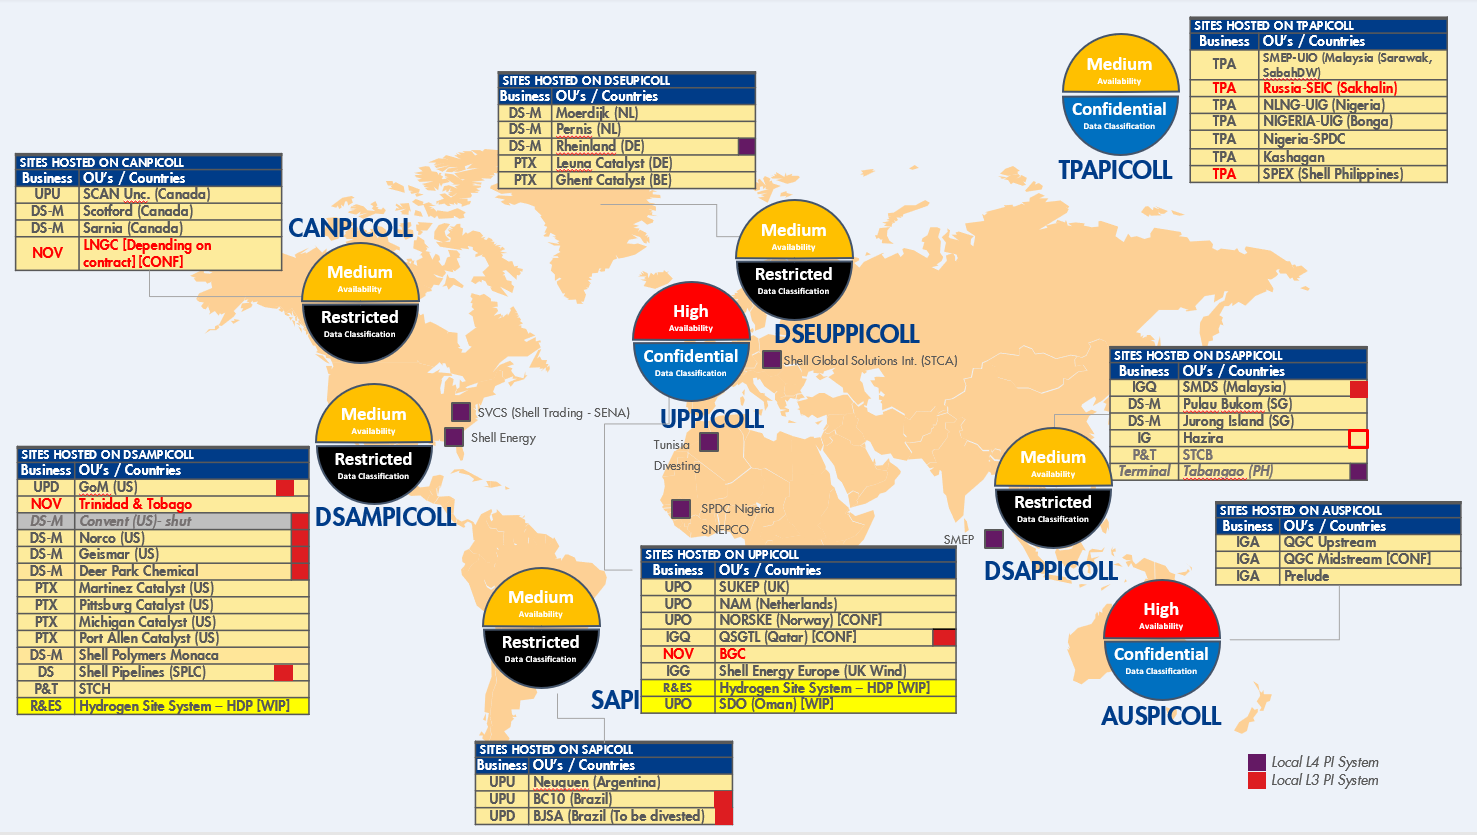 SITES HOSTED ON TPAPICOLL
Business OU's / Countries
TPA SMEP-UIO (Malaysia (Sarawak,
SabahDW)
TPA Russia-SEIC (Sakhalin)
TPA NLNG-UIG (Nigeria)
TPA NIGERIA-UIG (Bonga)
TPA Nigeria-SPDC
TPA Kashagan
TPA SPEX (Shell Philippines)
Medium
Availability
Confidential
Data Classification
TPAPICOLL
SITES HOSTED ON DSEUPICOLL
Business OU's / Countries
DS-M Moerdijk (NL)
DS-M Pernis (NL)
DS-M Rheinland (DE)
PTX Leuna Catalyst (DE)
PTX Ghent Catalyst (BE)
SITES HOSTED ON CANPICOLL
Business OU's / Countries
UPU SCAN Unc. (Canada)
DS-M Scotford (Canada)
DS-M Sarnia (Canada)
NOV LNGC [Depending on
contract] [CONF]
CANPICOLL
Medium
Availability
Restricted
Data Classification
Medium
Availability
Restricted
Data Classification
DSEUPPICOLL
High
Availability
Confidential
Data Classification
UPPICOLL
Shell Global Solutions Int. (STCA)
SVCS (Shell Trading - SENA)
Shell Energy
Tunisia
Divesting
SPDC Nigeria
SNEPCO
Medium
Availability
Restricted
Data Classification
DSAMPICOLL
SITES HOSTED ON DSAMPICOLL
Business OU's / Countries
UPD GoM (US)
NOV Trinidad & Tobago
DS-M Convent (US)- shut
DS-M Norco (US)
DS-M Geismar (US)
DS-M Deer Park Chemical
PTX Martinez Catalyst (US)
PTX Pittsburg Catalyst (US)
PTX Michigan Catalyst (US)
PTX Port Allen Catalyst (US)
DS-M Shell Polymers Monaca
DS Shell Pipelines (SPLC)
P&T STCH
R&ES Hydrogen Site System – HDP [WIP]
SITES HOSTED ON DSAPPICOLL
Business OU's / Countries
IGQ SMDS (Malaysia)
DS-M Pulau Bukom (SG)
DS-M Jurong Island (SG)
IG Hazira
P&T STCB
Terminal Tabangao (PH)
Medium
Availability
Restricted
Data Classification
SMEP
DSAPPICOLL
SITES HOSTED ON AUSPICOLL
Business OU's / Countries
IGA QGC Upstream
IGA QGC Midstream [CONF]
IGA Prelude
High
Availability
Confidential
Data Classification
AUSPICOLL
SITES HOSTED ON UPPICOLL
Business OU's / Countries
UPO SUKEP (UK)
UPO NAM (Netherlands)
UPO NORSKE (Norway) [CONF]
IGQ QSGTL (Qatar) [CONF]
NOV BGC
IGG Shell Energy Europe (UK Wind)
R&ES Hydrogen Site System – HDP [WIP]
UPO SDO (Oman) [WIP]
Medium
Availability
Restricted
Data Classification
SAPI
SITES HOSTED ON SAPICOLL
Business OU's / Countries
UPU Neuquen (Argentina)
UPU BC10 (Brazil)
UPD BJSA (Brazil (To be divested)
Local L4 PI System
Local L3 PI System